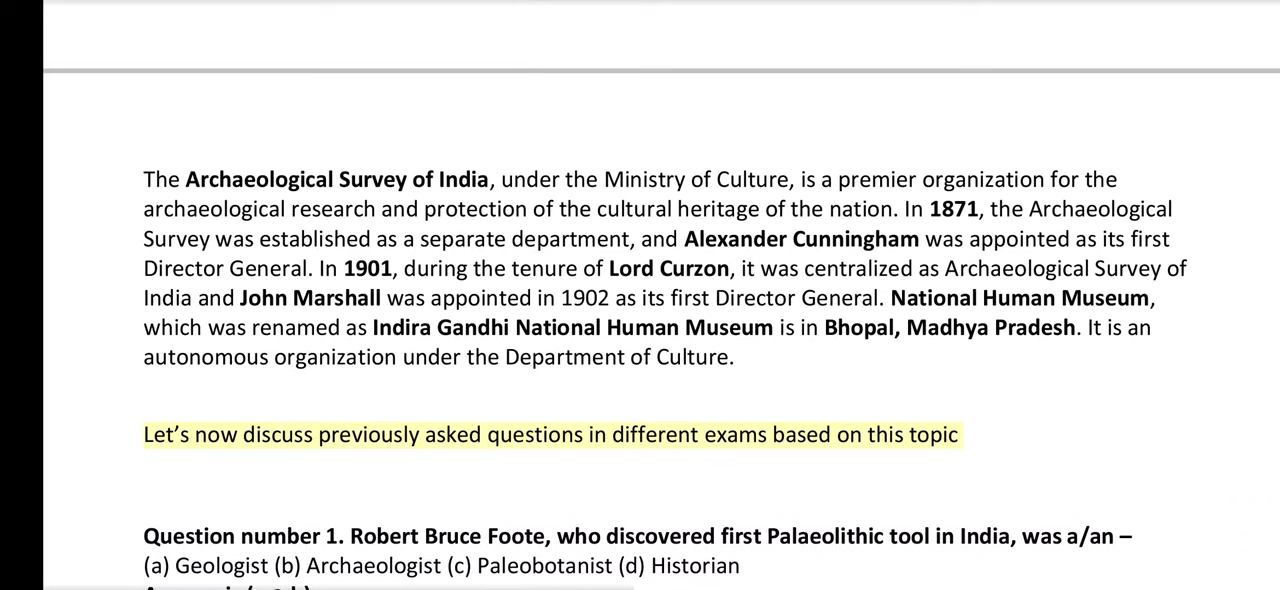 The Archaeological Survey of India, under the Ministry of Culture, is a premier organization for the
archaeological research and protection of the cultural heritage of the nation. In 1871, the Archaeological
Survey was established as a separate department, and Alexander Cunningham was appointed as its first
Director General. In 1901, during the tenure of Lord Curzon, it was centralized as Archaeological Survey of
India and John Marshall was appointed in 1902 as its first Director General. National Human Museum,
which was renamed as Indira Gandhi National Human Museum is in Bhopal, Madhya Pradesh. It is an
autonomous organization under the Department of Culture.
Let’s now discuss previously asked questions in different exams based on this topic
Question number 1. Robert Bruce Foote, who discovered first Palaeolithic tool in India, was a/an –
(a) Geologist (b) Archaeologist (c) Paleobotanist (d) Historian